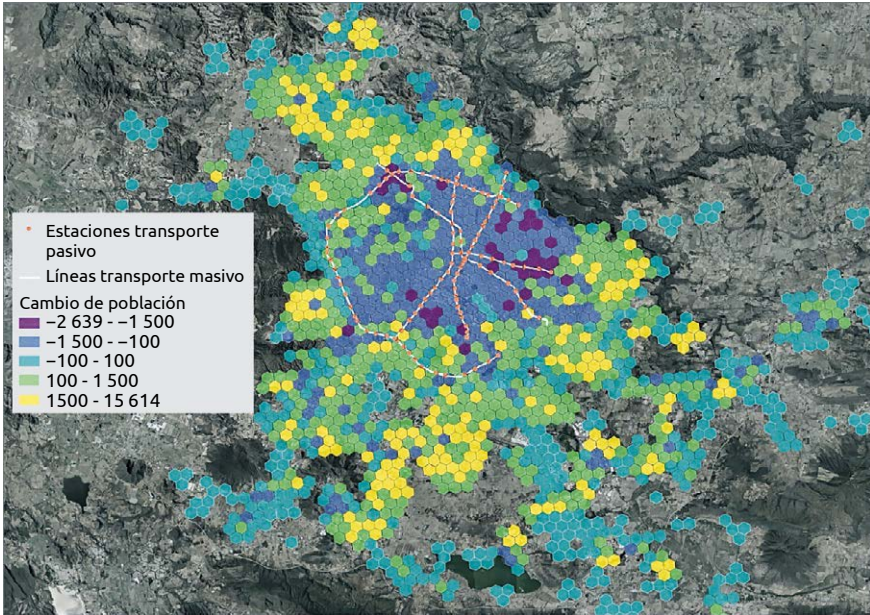 Estaciones transporte
pasivo
Líneas transporte masivo
Cambio de población
−2 639 - −1 500
−1 500 - −100
−100 - 100
100 - 1 500
1500 - 15 614